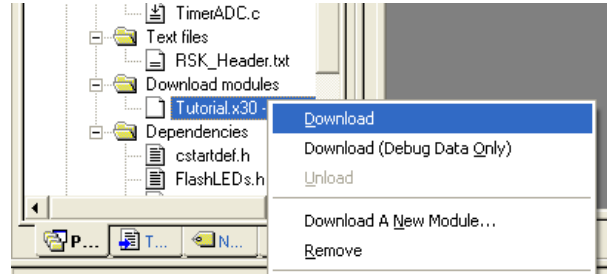 TimerADC.c
Text files
RSK_Header.txt
Download modules
Tutorial.x30 -
Dependencies
cstartdef.h
FlashLEDs.h
P...
T...
N...
Download
Download (Debug Data Only)
Unload
Download A New Module...
Remove